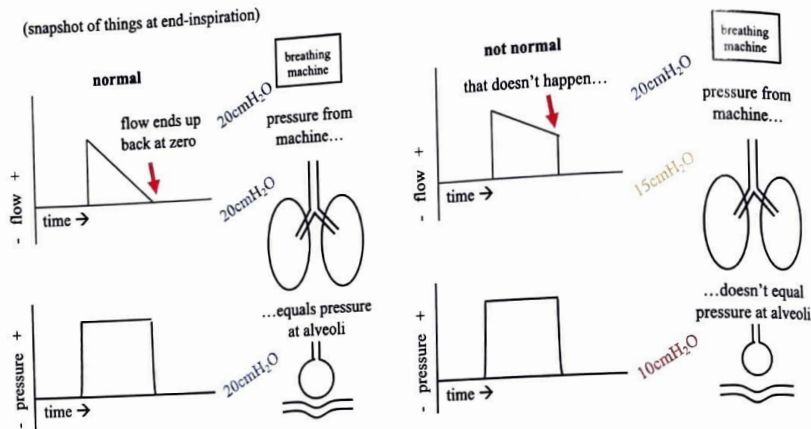 (snapshot of things at end-inspiration)
normal
flow ends up
back at zero
- flow +
time →
- pressure +
time →
breathing
machine
20cmH₂O
pressure from
machine…
20cmH₂O
…equals pressure
at alveoli
20cmH₂O
not normal
that doesn't happen…
- flow +
time →
- pressure +
time →
breathing
machine
20cmH₂O
pressure from
machine…
15cmH₂O
…doesn't equal
pressure at alveoli
10cmH₂O